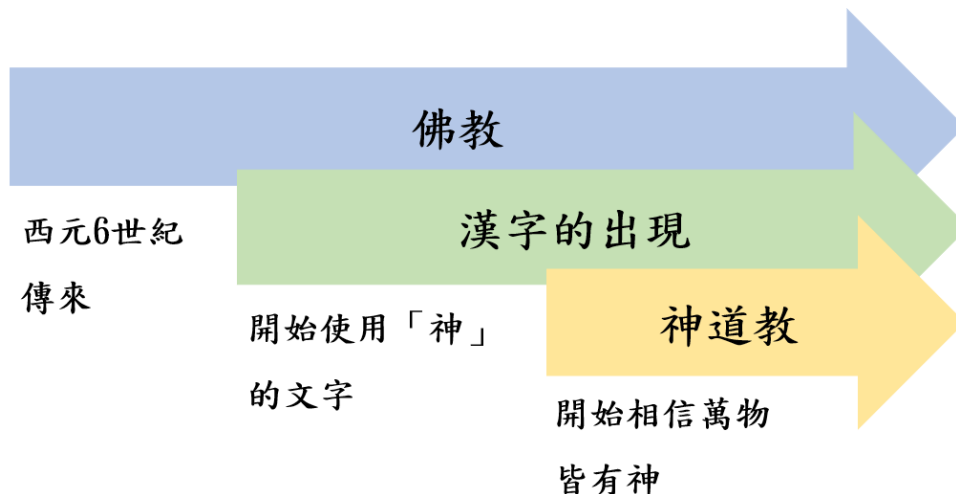 佛教
西元6世紀
傳來
漢字的出現
開始使用「神」
的文字
神道教
開始相信萬物
皆有神